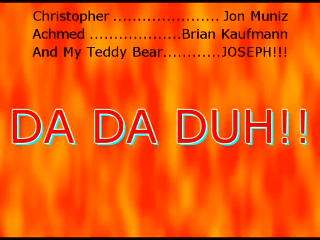 Christopher ...................... Jon Muniz
Achmed ...................Brian Kaufmann
And My Teddy Bear............JOSEPH!!!
DA DA DUH!!